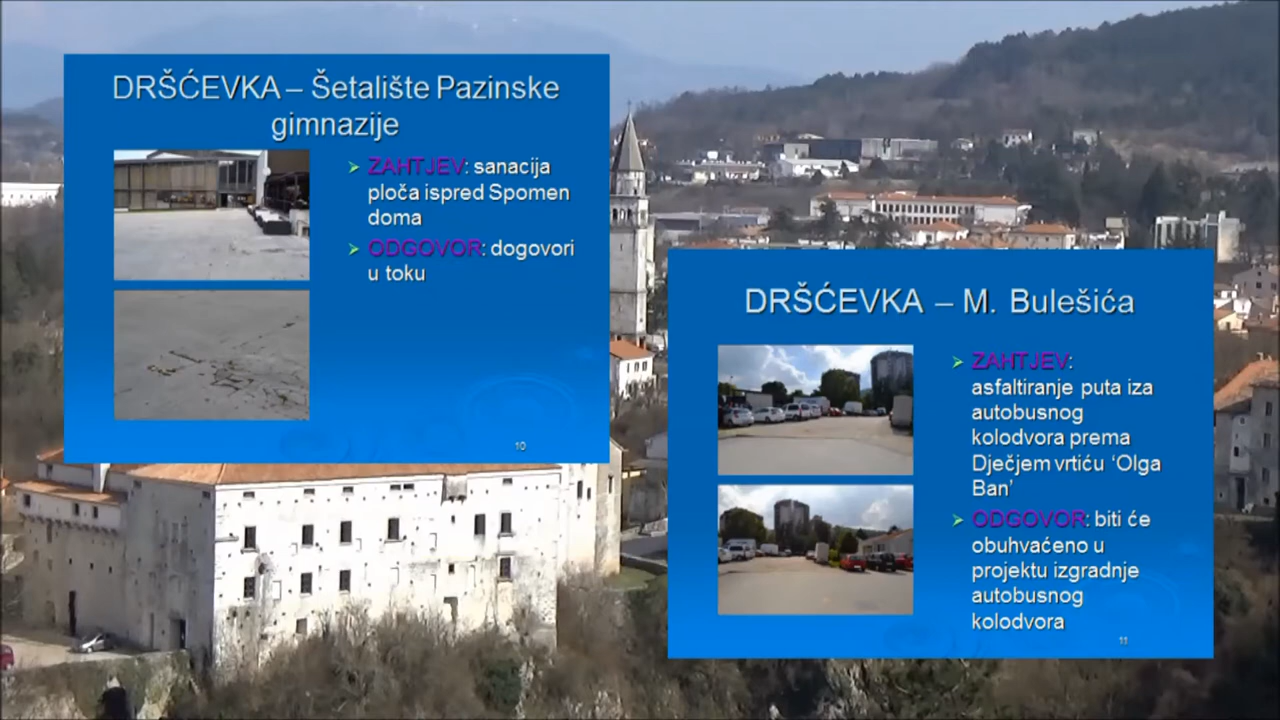 DRŠĆEVKA – Šetalište Pazinske
gimnazije
➢ ZAHTJEV: sanacija
ploča ispred Spomen
doma
➢ ODGOVOR: dogovori
u toku
10
DRŠĆEVKA – M. Bulešića
➢ ZAHTJEV:
asfaltiranje puta iza
autobusnog
kolodvora prema
Dječjem vrtiću ‘Olga
Ban’
➢ ODGOVOR: biti će
obuhvaćeno u
projektu izgradnje
autobusnog
kolodvora
11